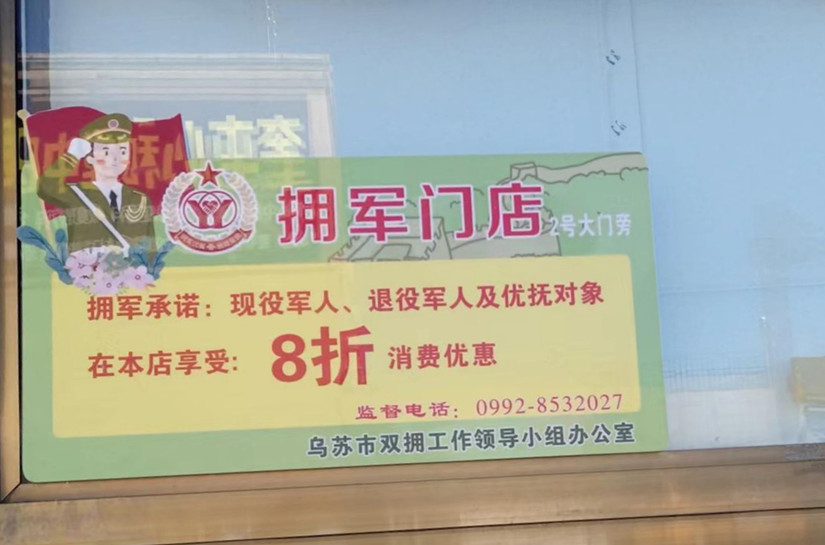 拥军门店
2号大门旁
拥军承诺：现役军人、退役军人及优抚对象
在本店享受：8折消费优惠
监督电话：0992-8532027
乌苏市双拥工作领导小组办公室